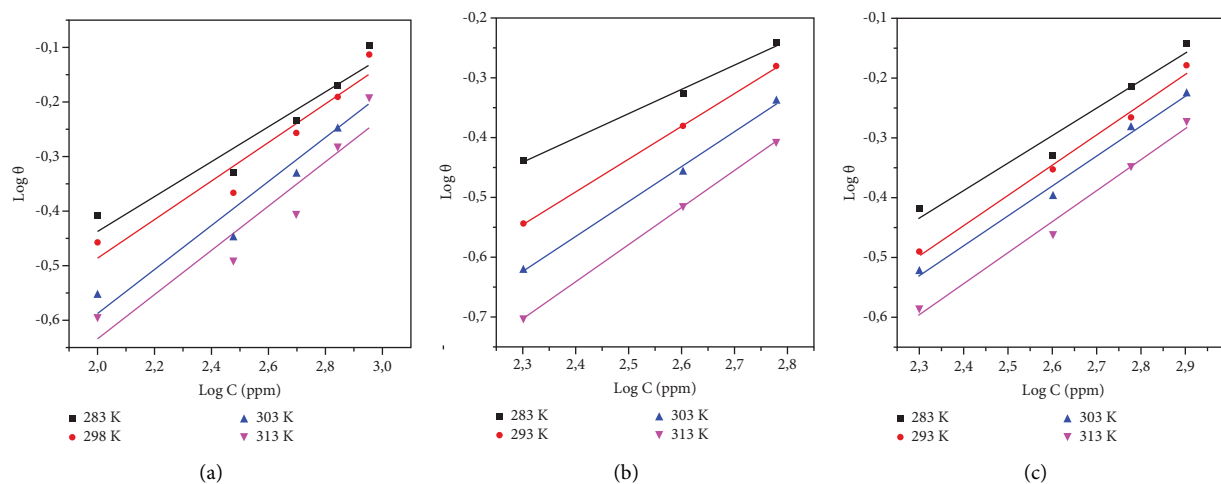 -0,1
-0,2
-0,3
-0,4
-0,5
-0,6
Log θ
2,0 2,2 2,4 2,6 2,8 3,0
Log C (ppm)
283 K 303 K
298 K 313 K
(a)
-0,2
-0,3
-0,4
-0,5
-0,6
-0,7
-
2,3 2,4 2,5 2,6 2,7 2,8
Log C (ppm)
283 K 303 K
293 K 313 K
(b)
-0,1
-0,2
-0,3
-0,4
-0,5
-0,6
Log θ
2,3 2,4 2,5 2,6 2,7 2,8 2,9
Log C (ppm)
283 K 303 K
293 K 313 K
(c)